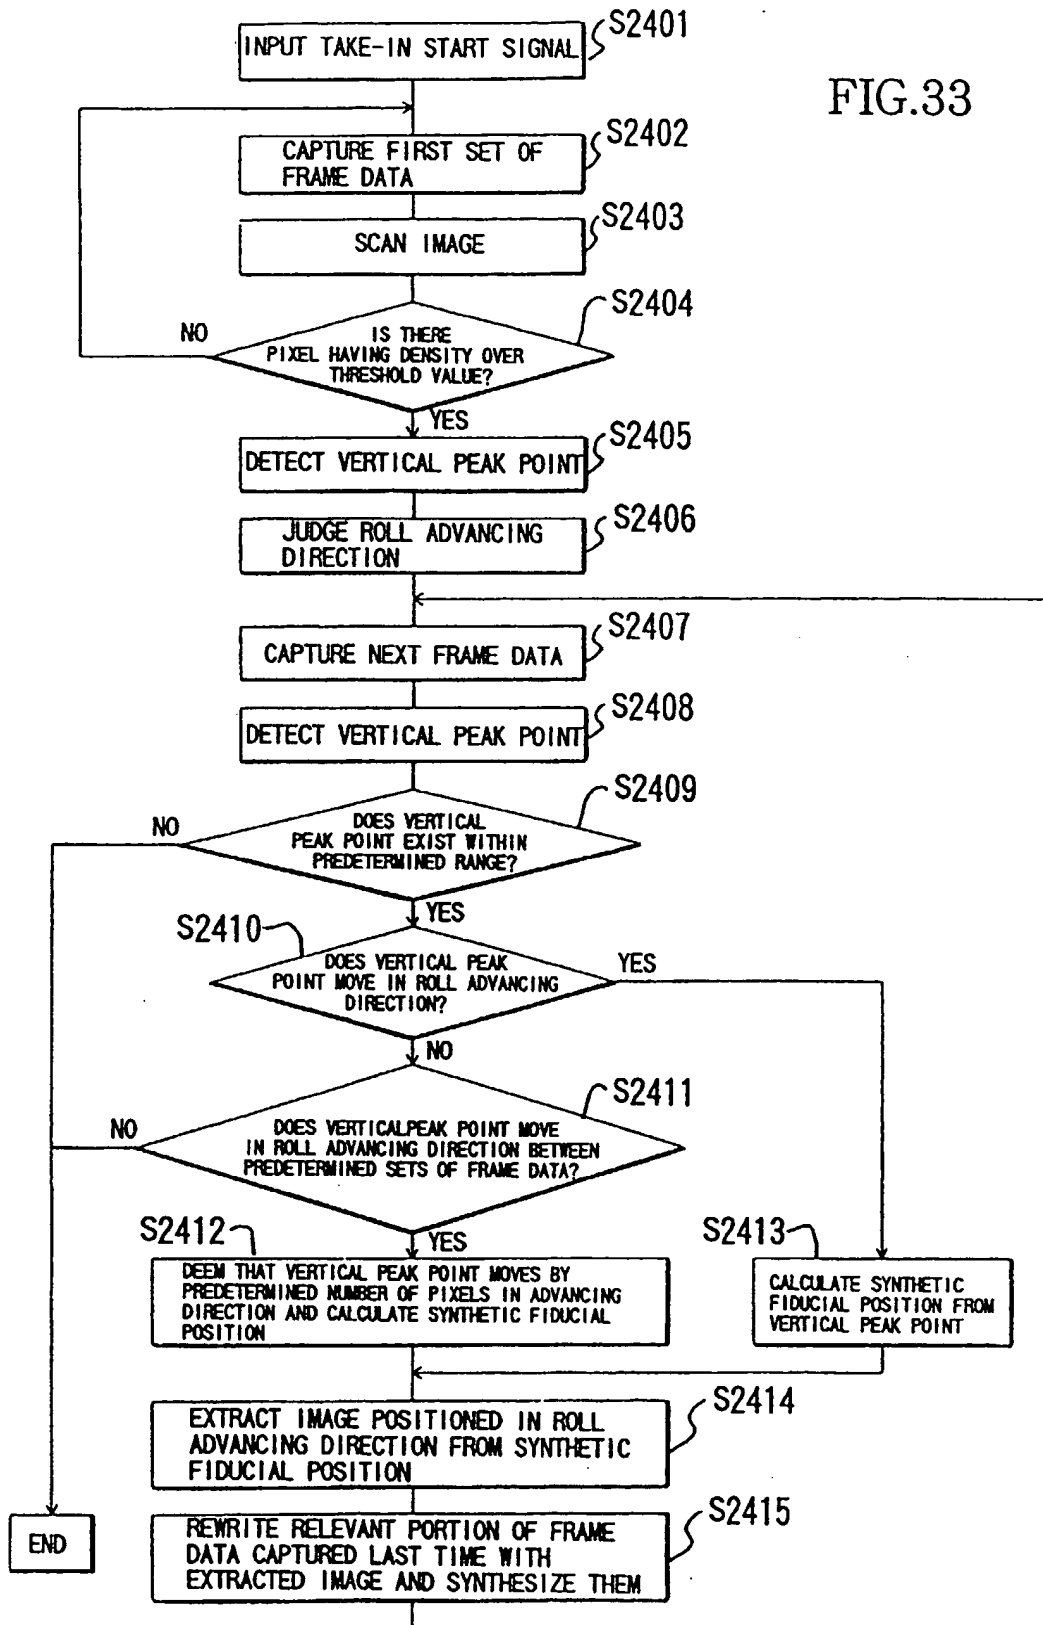 S2401
INPUT TAKE-IN START SIGNAL
FIG.33
S2402
CAPTURE FIRST SET OF
FRAME DATA
S2403
SCAN IMAGE
S2404
NO
IS THERE
PIXEL HAVING DENSITY OVER
THRESHOLD VALUE?
YES
S2405
DETECT VERTICAL PEAK POINT
S2406
JUDGE ROLL ADVANCING
DIRECTION
S2407
CAPTURE NEXT FRAME DATA
S2408
DETECT VERTICAL PEAK POINT
S2409
NO
DOES VERTICAL
PEAK POINT EXIST WITHIN
PREDETERMINED RANGE?
YES
S2410
DOES VERTICAL PEAK
POINT MOVE IN ROLL ADVANCING
DIRECTION?
YES
NO
S2411
NO
DOES VERTICALPEAK POINT MOVE
IN ROLL ADVANCING DIRECTION BETWEEN
PREDETERMINED SETS OF FRAME DATA?
YES
S2412
DEEM THAT VERTICAL PEAK POINT MOVES BY
PREDETERMINED NUMBER OF PIXELS IN ADVANCING
DIRECTION AND CALCULATE SYNTHETIC FIDUCIAL
POSITION
S2413
CALCULATE SYNTHETIC
FIDUCIAL POSITION FROM
VERTICAL PEAK POINT
S2414
EXTRACT IMAGE POSITIONED IN ROLL
ADVANCING DIRECTION FROM SYNTHETIC
FIDUCIAL POSITION
S2415
REWRITE RELEVANT PORTION OF FRAME
DATA CAPTURED LAST TIME WITH
EXTRACTED IMAGE AND SYNTHESIZE THEM
END